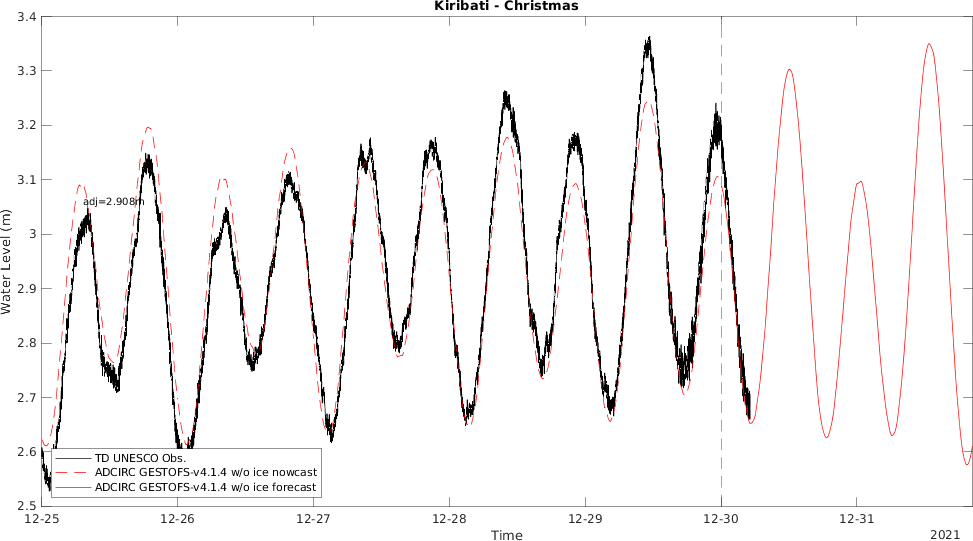 Kiribati - Christmas
3.4
3.3
3.2
3.1
3
2.9
2.8
2.7
2.6
2.5
Water Level (m)
adj=2.908m
TD UNESCO Obs.
ADCIRC GESTOFS-v4.1.4 w/o ice nowcast
ADCIRC GESTOFS-v4.1.4 w/o ice forecast
12-25 12-26 12-27 12-28 12-29 12-30 12-31
Time
2021